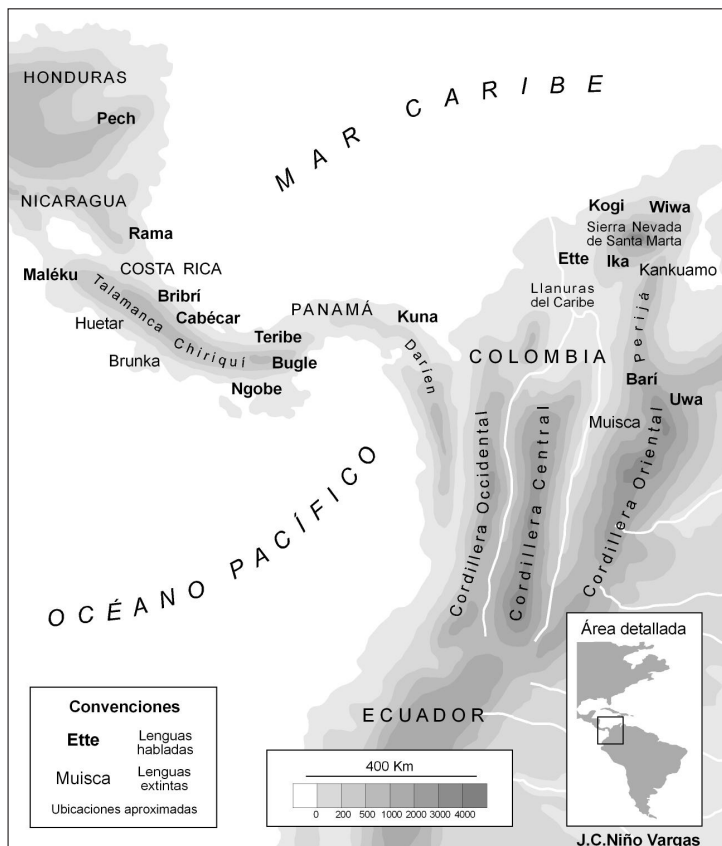 HONDURAS
Pech
MAR CARIBE
NICARAGUA
Rama
Kogi
Wiwa
Sierra Nevada
de Santa Marta
Ette
Ika
Kankuamo
Maléku
COSTA RICA
Bribrí
Cabécar
Talamanca
Chiriquí
Huetar
Brunka
PANAMÁ
Kuna
Teribe
Bugle
Ngobe
Darien
Llanuras
del Caribe
COLOMBIA
Perijá
Barí
Uwa
Muisca
Cordillera Occidental
Cordillera Central
Cordillera Oriental
OCÉANO PACÍFICO
ECUADOR
Área detallada
Convenciones
Ette Lenguas
habladas
Muisca Lenguas
extintas
Ubicaciones aproximadas
400 Km
0 200 500 1000 2000 3000 4000
J.C.Niño Vargas